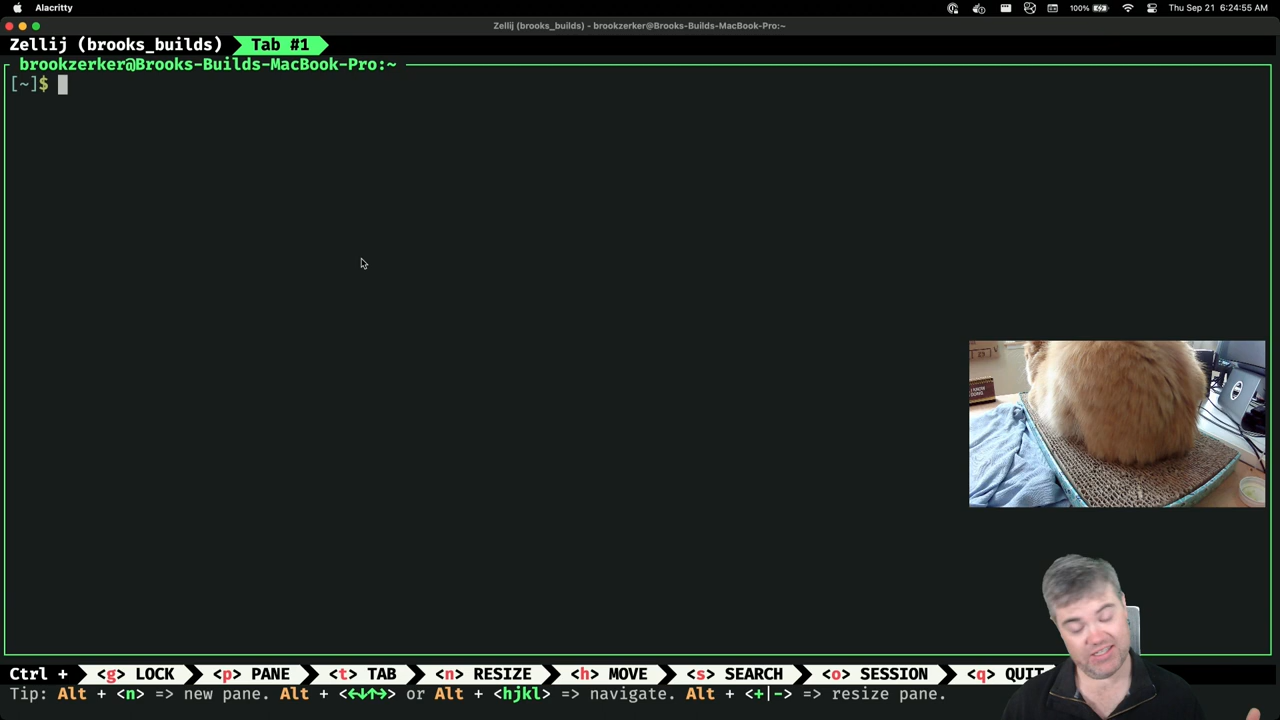 Alacritty
100%
Thu Sep 21 6:24:55 AM
Zellij (brooks_builds) - brookzerker@Brooks-Builds-MacBook-Pro:~
Zellij (brooks_builds) Tab #1
brookzerker@Brooks-Builds-MacBook-Pro:~
[~]$
Ctrl + <g> LOCK <p> PANE <t> TAB <n> RESIZE <h> MOVE <s> SEARCH <o> SESSION <q> QUIT
Tip: Alt + <n> => new pane. Alt + <←↓↑→> or Alt + <hjkl> => navigate. Alt + <+|-> => resize pane.